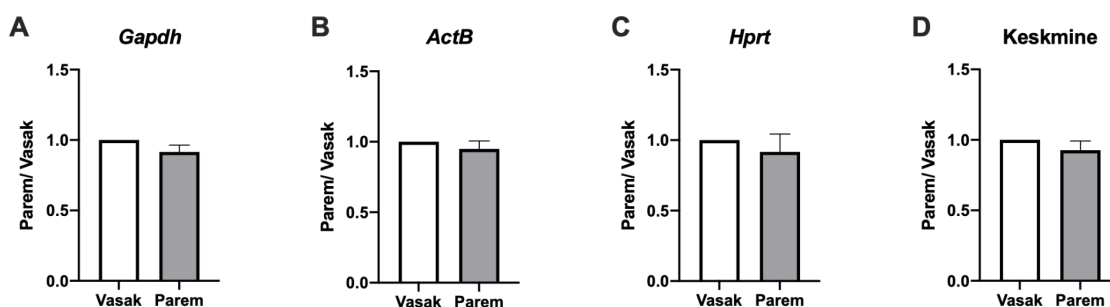 A
Gapdh
Parem/ Vasak
1.5
1.0
0.5
0.0
Vasak Parem
B
ActB
Parem/ Vasak
1.5
1.0
0.5
0.0
Vasak Parem
C
Hprt
Parem/ Vasak
1.5
1.0
0.5
0.0
Vasak Parem
D
Keskmine
Parem/ Vasak
1.5
1.0
0.5
0.0
Vasak Parem